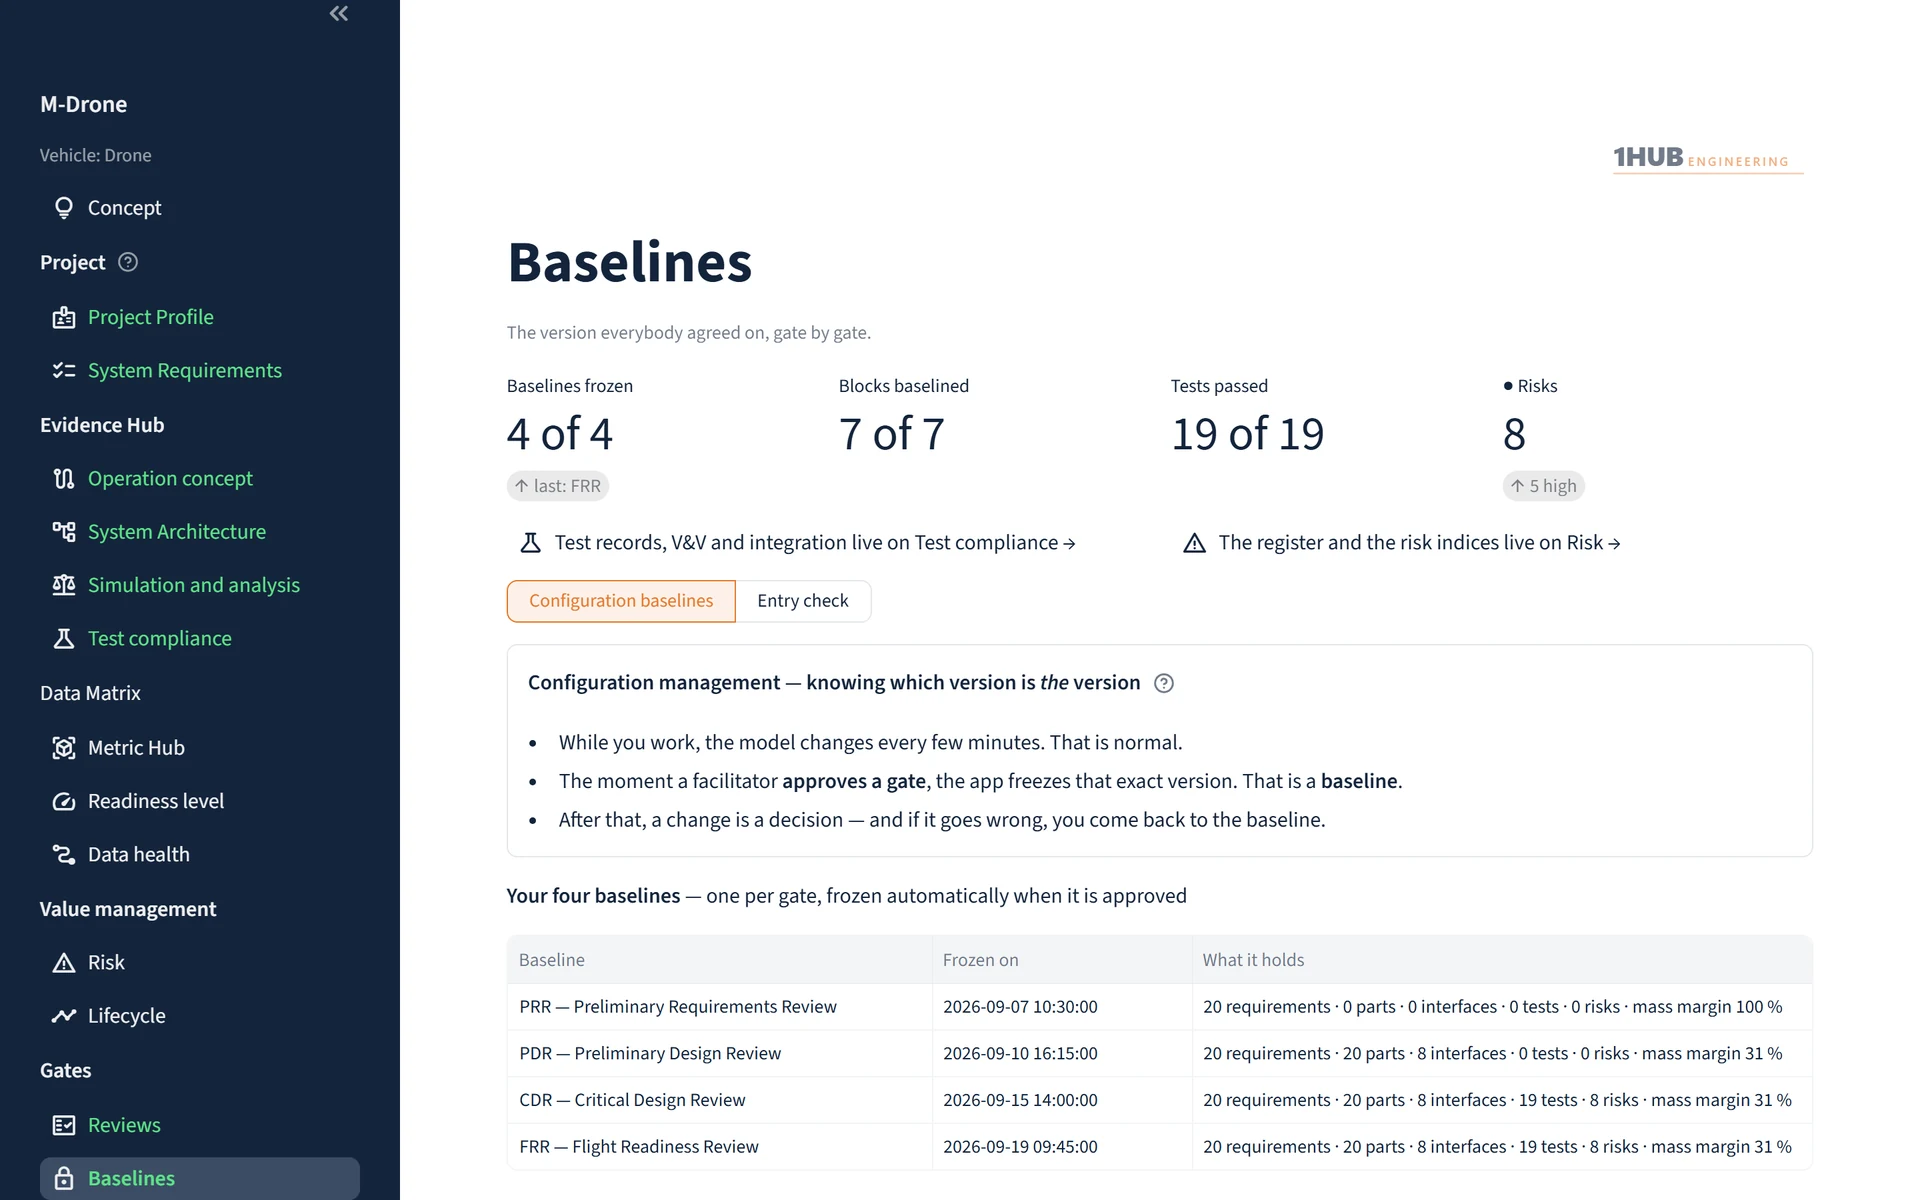 M-Drone
Vehicle: Drone
Concept
Project
Project Profile
System Requirements
Evidence Hub
Operation concept
System Architecture
Simulation and analysis
Test compliance
Data Matrix
Metric Hub
Readiness level
Data health
Value management
Risk
Lifecycle
Gates
Reviews
Baselines
1HUB ENGINEERING
Baselines
The version everybody agreed on, gate by gate.
Baselines frozen
4 of 4
↑ last: FRR
Blocks baselined
7 of 7
Tests passed
19 of 19
● Risks
8
↑ 5 high
Test records, V&V and integration live on Test compliance →
The register and the risk indices live on Risk →
Configuration baselines
Entry check
Configuration management — knowing which version is the version
• While you work, the model changes every few minutes. That is normal.
• The moment a facilitator approves a gate, the app freezes that exact version. That is a baseline.
• After that, a change is a decision — and if it goes wrong, you come back to the baseline.
Your four baselines — one per gate, frozen automatically when it is approved
Baseline Frozen on What it holds
PRR — Preliminary Requirements Review 2026-09-07 10:30:00 20 requirements · 0 parts · 0 interfaces · 0 tests · 0 risks · mass margin 100 %
PDR — Preliminary Design Review 2026-09-10 16:15:00 20 requirements · 20 parts · 8 interfaces · 0 tests · 0 risks · mass margin 31 %
CDR — Critical Design Review 2026-09-15 14:00:00 20 requirements · 20 parts · 8 interfaces · 19 tests · 8 risks · mass margin 31 %
FRR — Flight Readiness Review 2026-09-19 09:45:00 20 requirements · 20 parts · 8 interfaces · 19 tests · 8 risks · mass margin 31 %